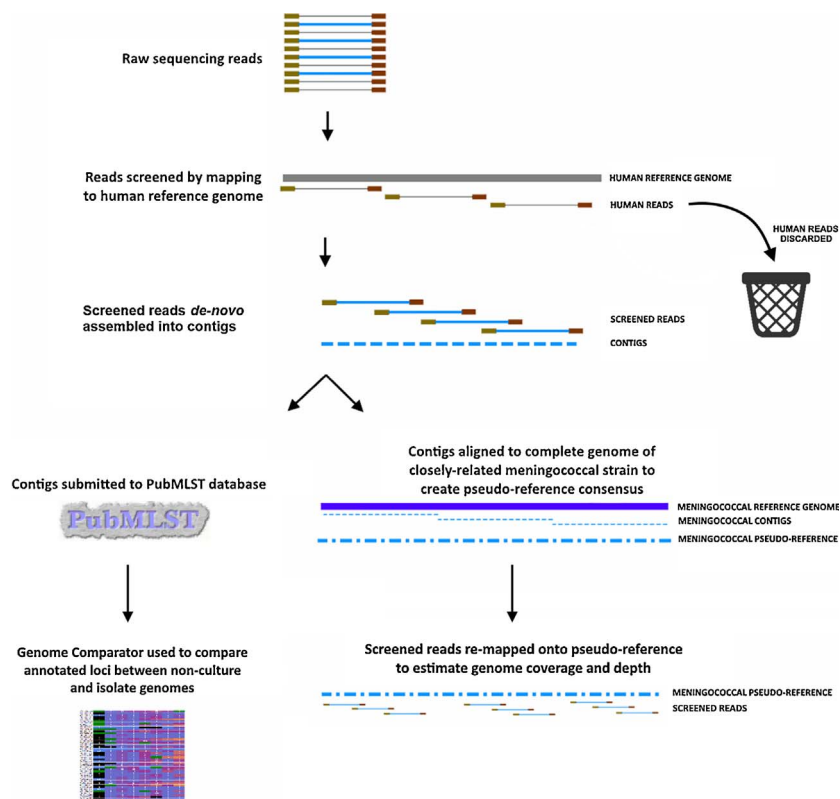 Raw sequencing reads
Reads screened by mapping
to human reference genome
HUMAN REFERENCE GENOME
HUMAN READS
HUMAN READS
DISCARDED
Screened reads de-novo
assembled into contigs
SCREENED READS
CONTIGS
Contigs submitted to PubMLST database
PubMLST
Contigs aligned to complete genome of
closely-related meningococcal strain to
create pseudo-reference consensus
MENINGOCOCCAL REFERENCE GENOME
MENINGOCOCCAL CONTIGS
MENINGOCOCCAL PSEUDO-REFERENCE
Genome Comparator used to compare
annotated loci between non-culture
and isolate genomes
Screened reads re-mapped onto pseudo-reference
to estimate genome coverage and depth
MENINGOCOCCAL PSEUDO-REFERENCE
SCREENED READS